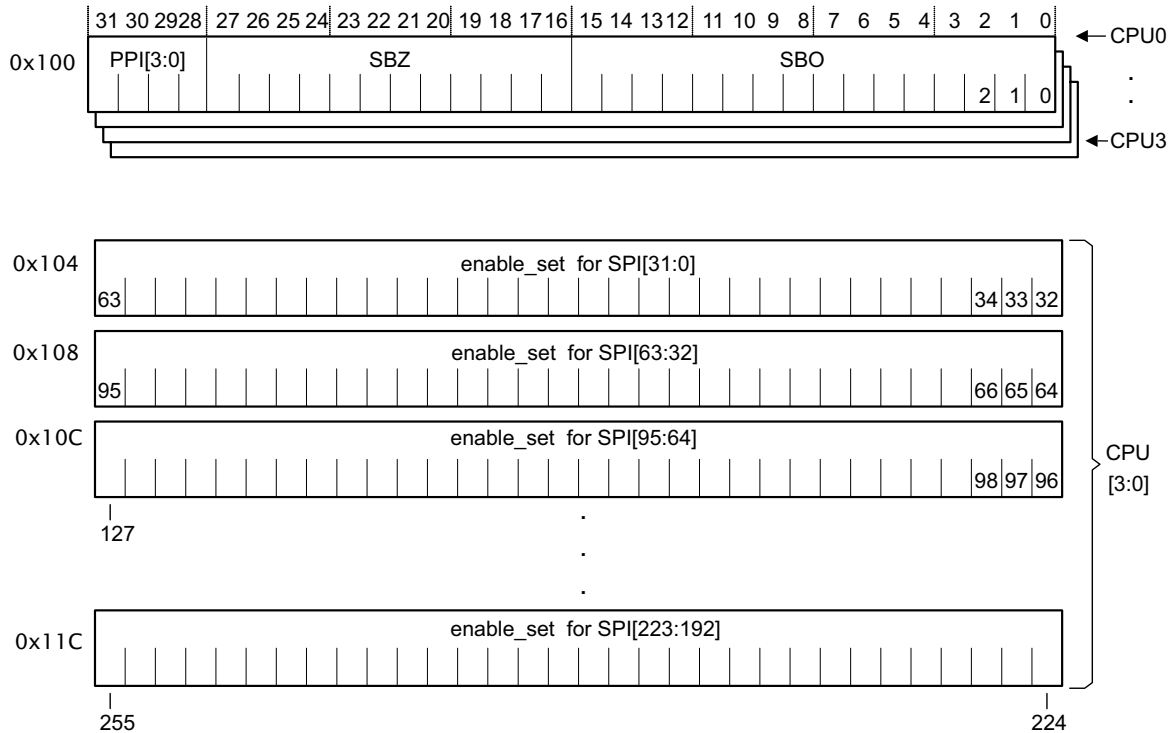 31 30 29 28 27 26 25 24 23 22 21 20 19 18 17 16 15 14 13 12 11 10 9 8 7 6 5 4 3 2 1 0
CPU0
0x100 PPI[3:0] SBZ SBO
2 1 0
.
.
CPU3
0x104 enable_set for SPI[31:0]
63 34 33 32
0x108 enable_set for SPI[63:32]
95 66 65 64
0x10C enable_set for SPI[95:64]
98 97 96
CPU
[3:0]
127
.
.
.
0x11C enable_set for SPI[223:192]
255 224